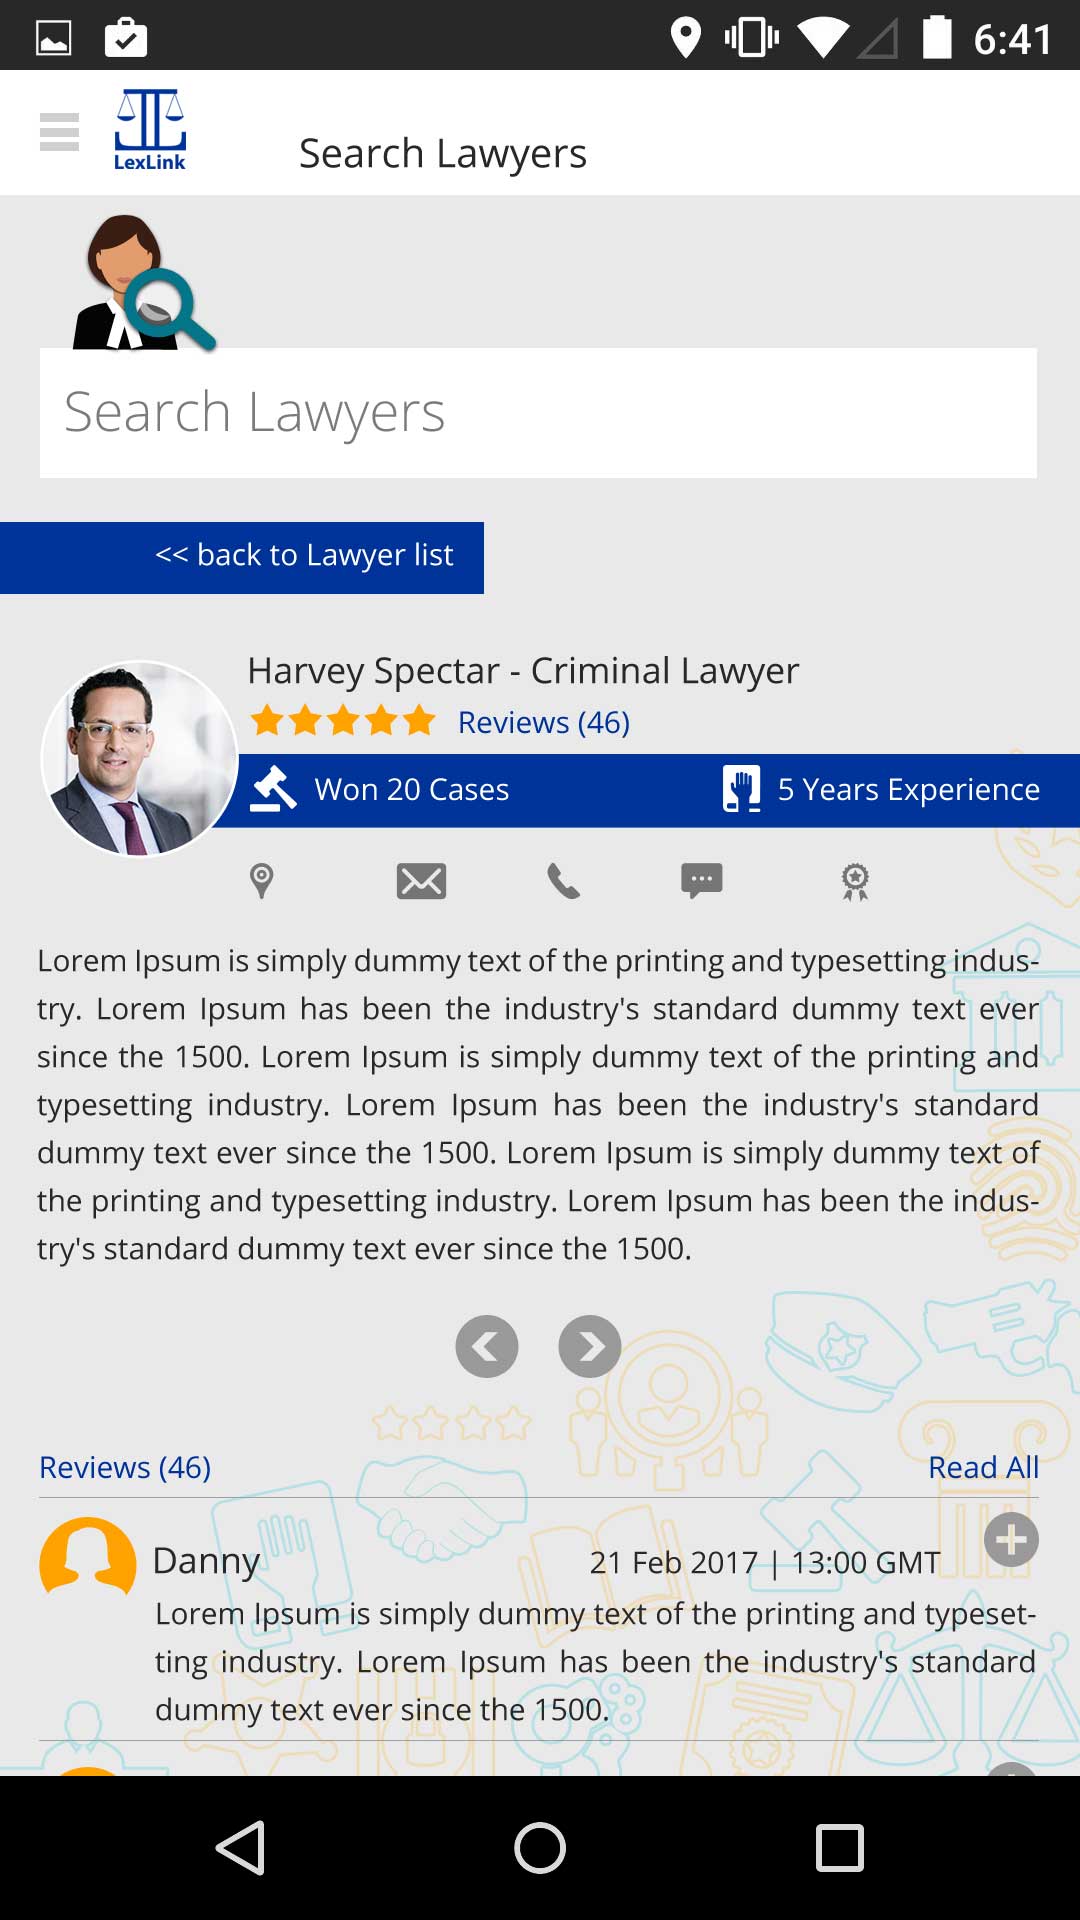 6:41
LexLink
Search Lawyers
Search Lawyers
<< back to Lawyer list
Harvey Spectar - Criminal Lawyer
Reviews (46)
Won 20 Cases
5 Years Experience
Lorem Ipsum is simply dummy text of the printing and typesetting indus-
try. Lorem Ipsum has been the industry's standard dummy text ever
since the 1500. Lorem Ipsum is simply dummy text of the printing and
typesetting industry. Lorem Ipsum has been the industry's standard
dummy text ever since the 1500. Lorem Ipsum is simply dummy text of
the printing and typesetting industry. Lorem Ipsum has been the indus-
try's standard dummy text ever since the 1500.
Reviews (46)
Read All
Danny
21 Feb 2017 | 13:00 GMT
Lorem Ipsum is simply dummy text of the printing and typeset-
ting industry. Lorem Ipsum has been the industry's standard
dummy text ever since the 1500.